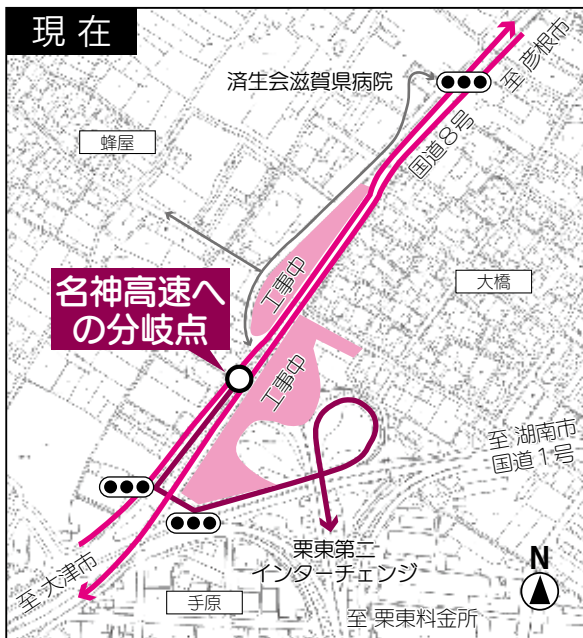 現在
至 彦根市
済生会滋賀県病院
国道8号
蜂屋
大橋
工事中
名神高速へ
の分岐点
工事中
至 湖南市
国道1号
栗東第二
インターチェンジ
N
至 大津市
手原
至 栗東料金所